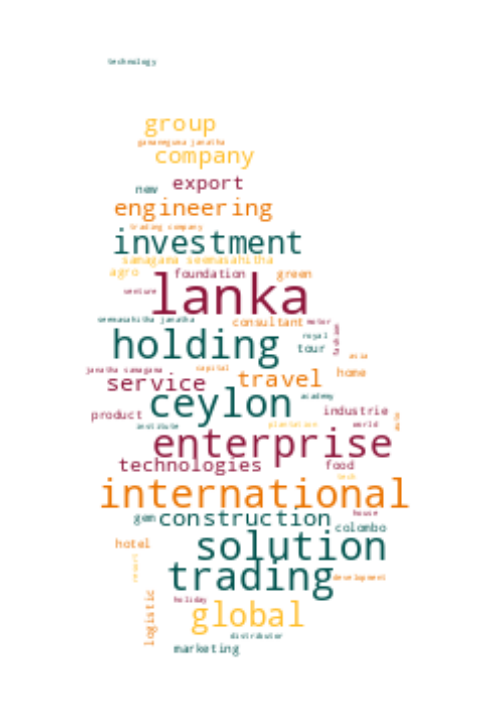 technology
group
gamaneguma janatha
company
export
new
engineering
trading company
investment
samagama seemasahitha
agro foundation green
venture
lanka
seemasahitha janatha consultant motor
royal
holding
tour
fashion
asia
janatha samagama capital
service travel home
ceylon
academy
product industrie
institute plantation world
asia
enterprise
technologies food
tech
international
house
gem construction
colombo
hotel solution
resort
trading
development
logistic
holiday
global
distributor
marketing